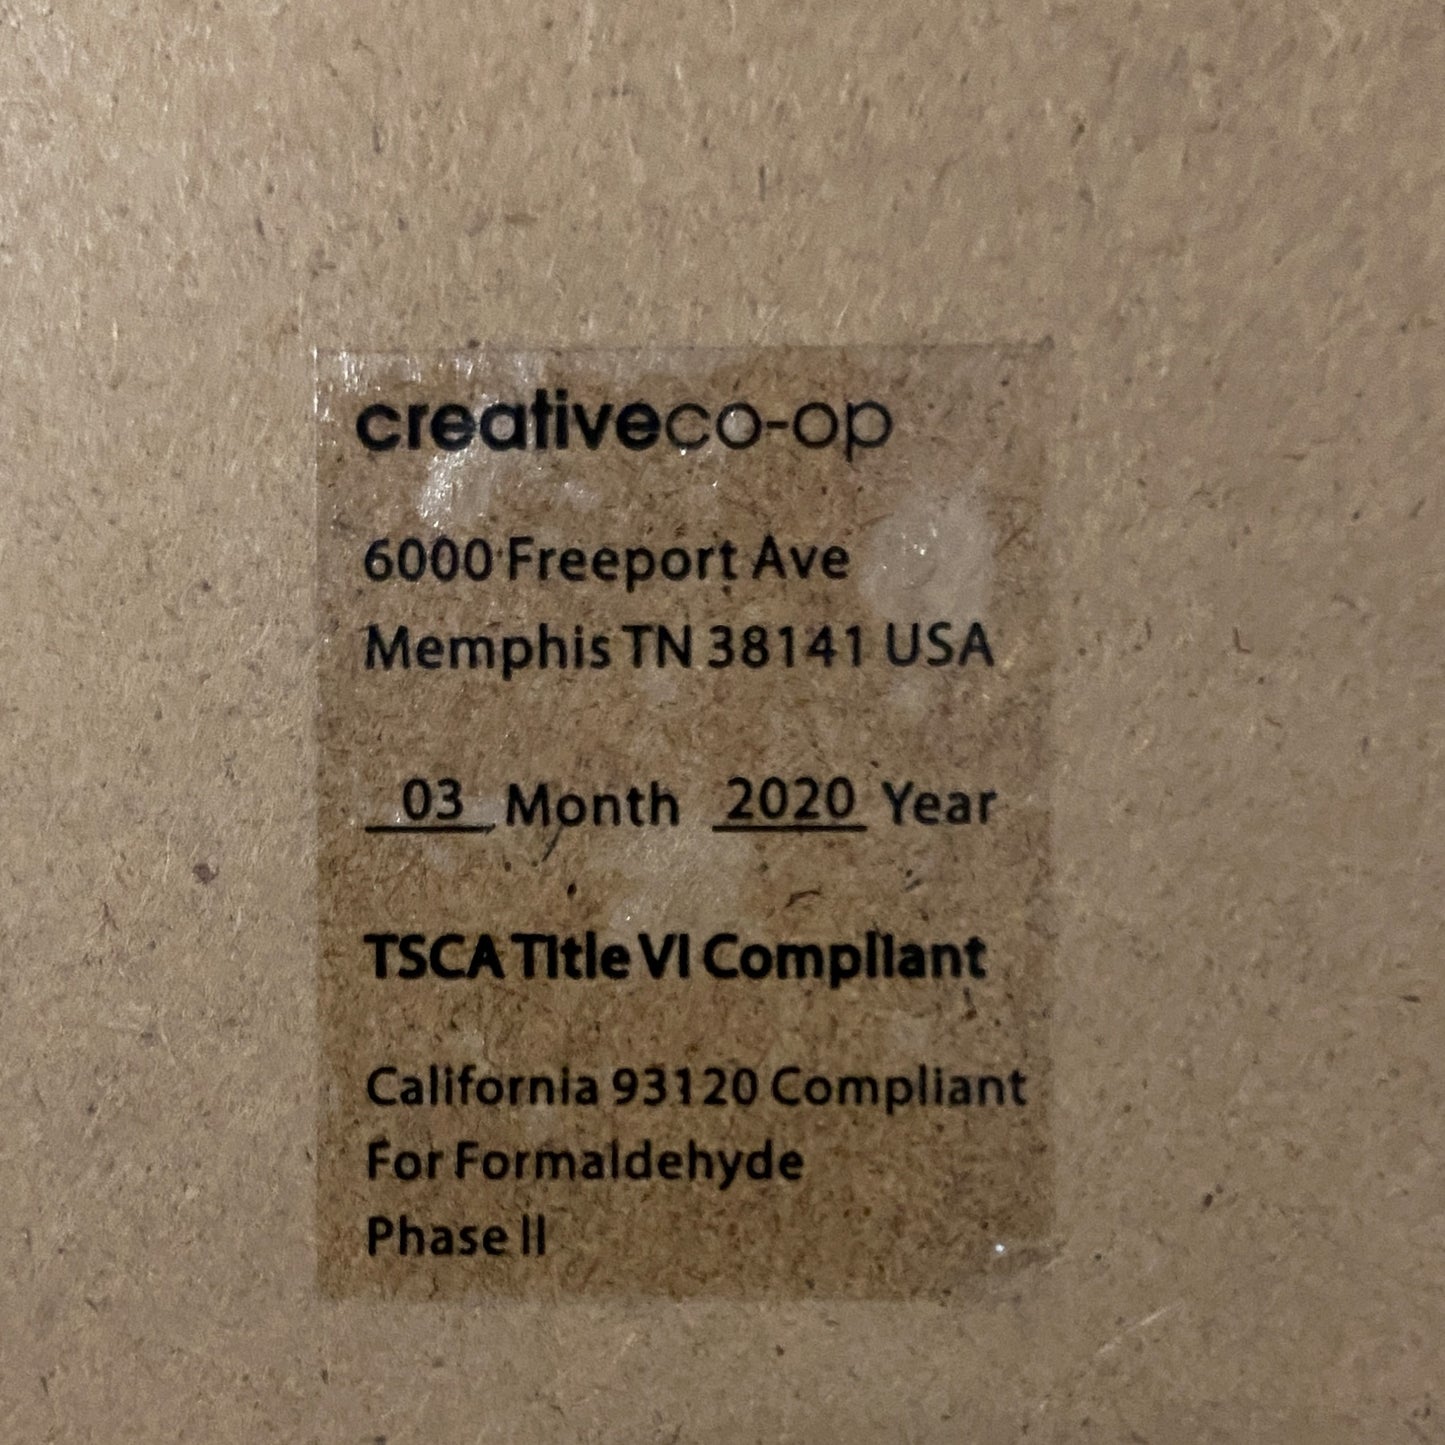 creativeco-op
6000 Freeport Ave
Memphis TN 38141 USA
03 Month 2020 Year
TSCA Title VI Compliant
California 93120 Compliant
For Formaldehyde
Phase II